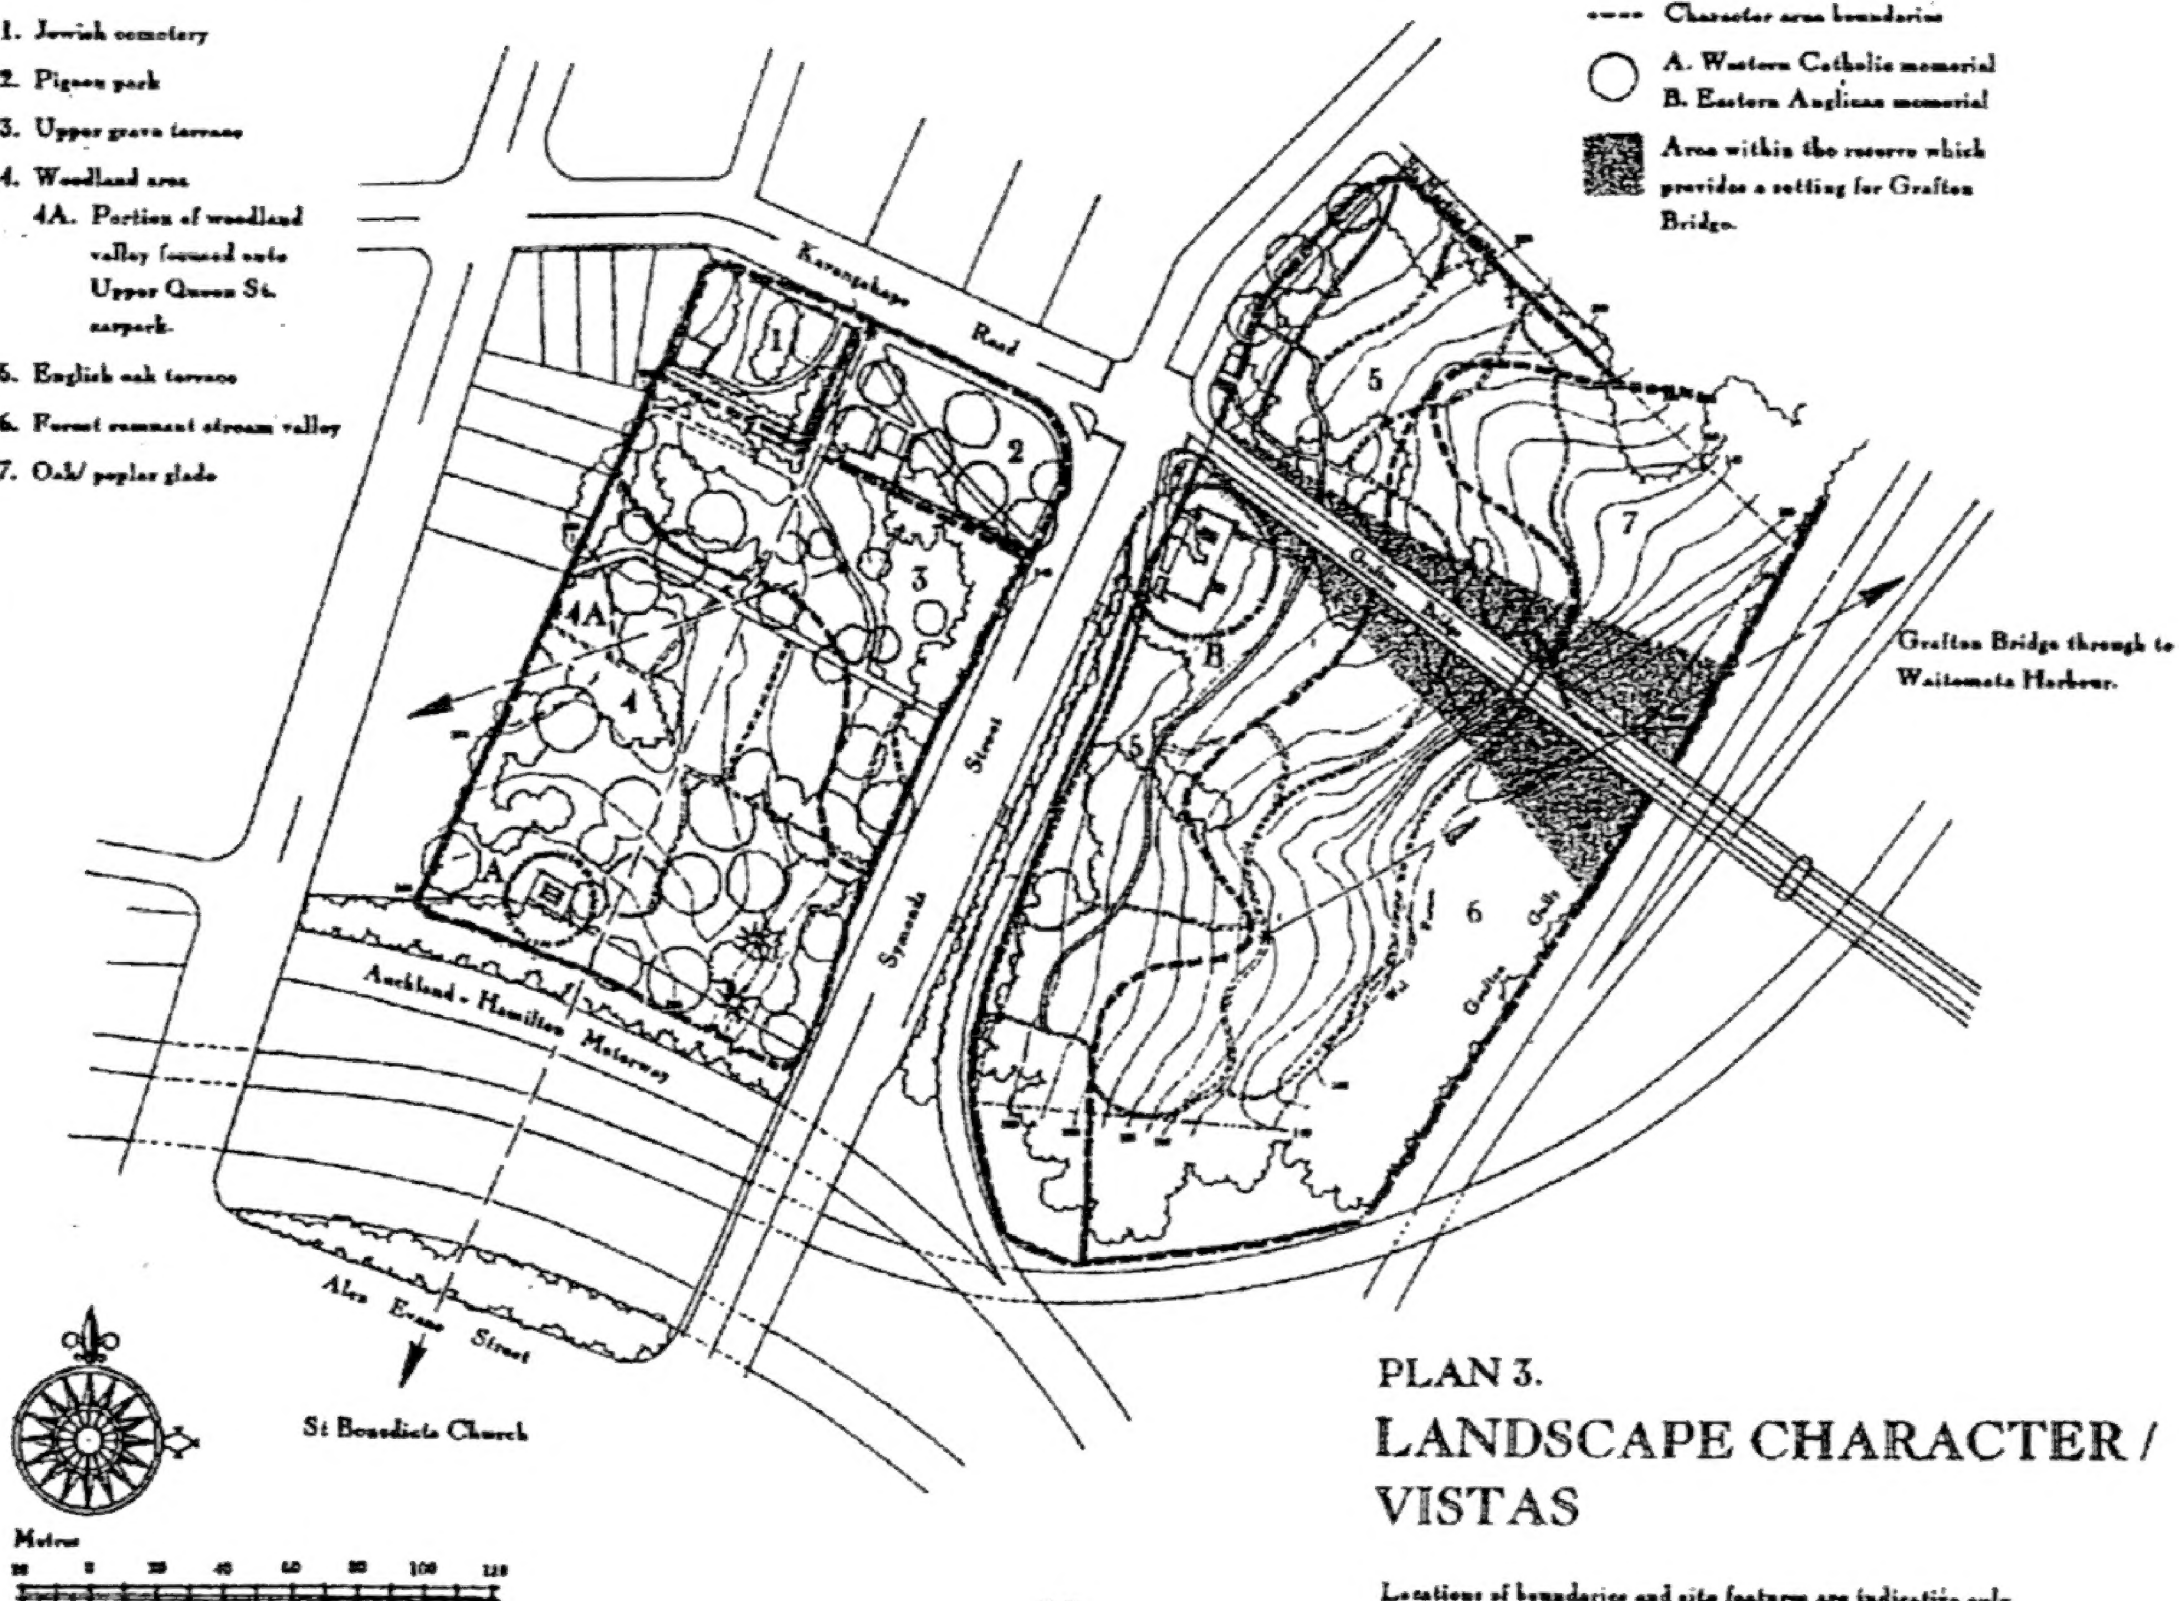 1. Jewish cemetery
2. Pigeon park
3. Upper grave terrace
4. Woodland area
4A. Portion of woodland
valley focused onto
Upper Queen St.
carpark.
5. English oak terrace
6. Forest remnant stream valley
7. Oak/ poplar glade
Character area boundaries
A. Western Catholic memorial
B. Eastern Anglican memorial
Area within the reserve which
provides a setting for Grafton
Bridge.
Karangahape
Road
1
2
3
4A
4
A
5
7
B
5
6
Symonds Street
Grafton Gully
Grafton Bridge through to
Waitemata Harbour.
Auckland - Hamilton Motorway
Alex Evans Street
St Benedicts Church
Metres
20 0 20 40 60 80 100 120
PLAN 3.
LANDSCAPE CHARACTER /
VISTAS
Locations of boundaries and site features are indicative only